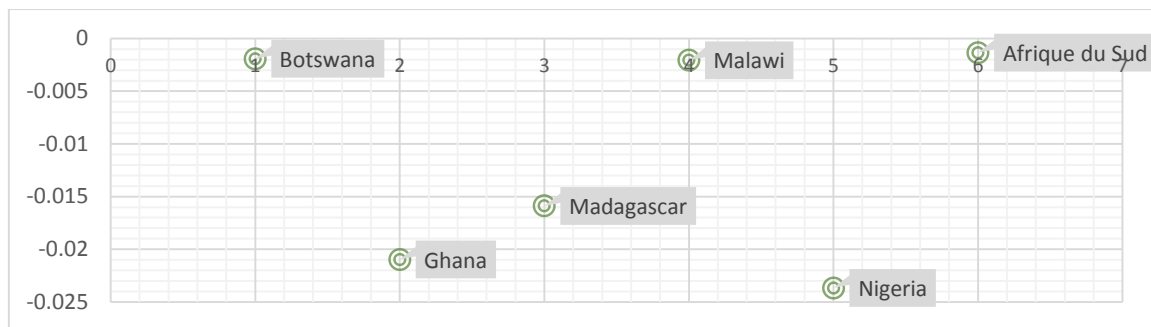 0
Botswana
Malawi
Afrique du Sud
0 1 2 3 4 5 6 7
-0.005
-0.01
-0.015
Madagascar
-0.02
Ghana
Nigeria
-0.025